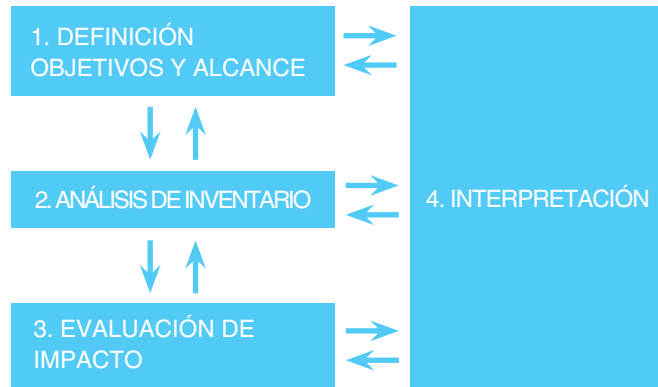 1. DEFINICIÓN
OBJETIVOS Y ALCANCE
2. ANÁLISIS DE INVENTARIO
4. INTERPRETACIÓN
3. EVALUACIÓN DE
IMPACTO